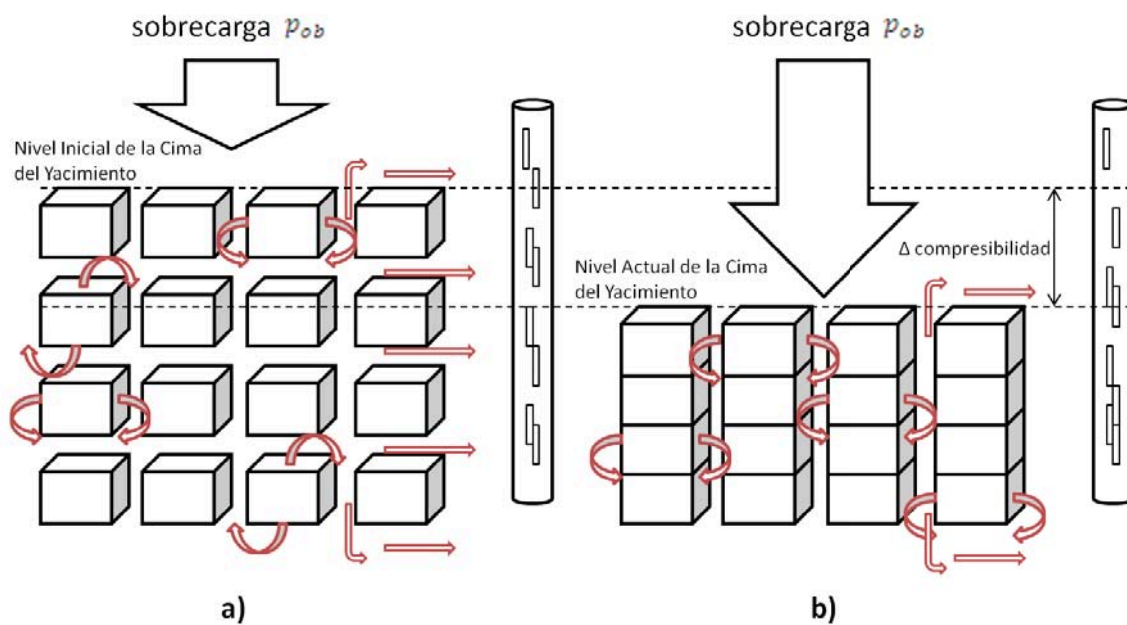 sobrecarga p_ob
sobrecarga p_ob
Nivel Inicial de la Cima
del Yacimiento
Δ compresibilidad
Nivel Actual de la Cima
del Yacimiento
a)
b)